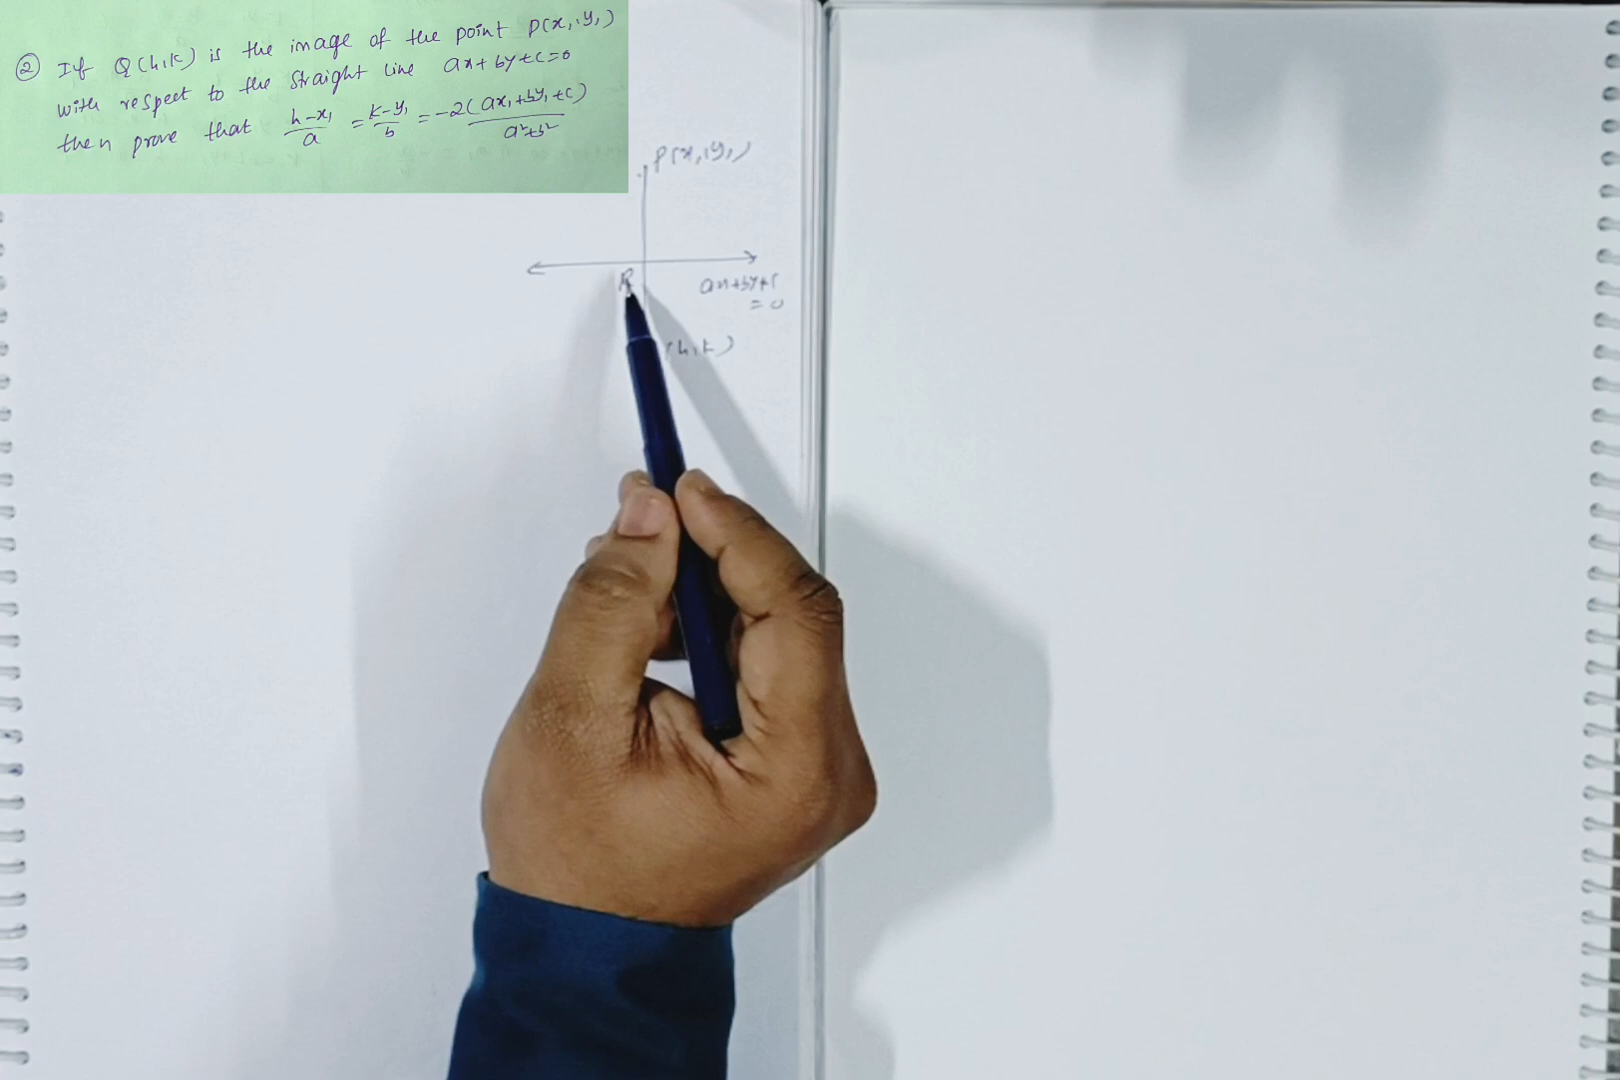 ② If Q(h,k) is the image of the point P(x₁,y₁)
with respect to the straight line ax+by+c=0
then prove that (h-x₁)/a = (k-y₁)/b = -2(ax₁+by₁+c)/(a²+b²)
P(x₁,y₁)
R
ax+by+c
=0
(h,k)